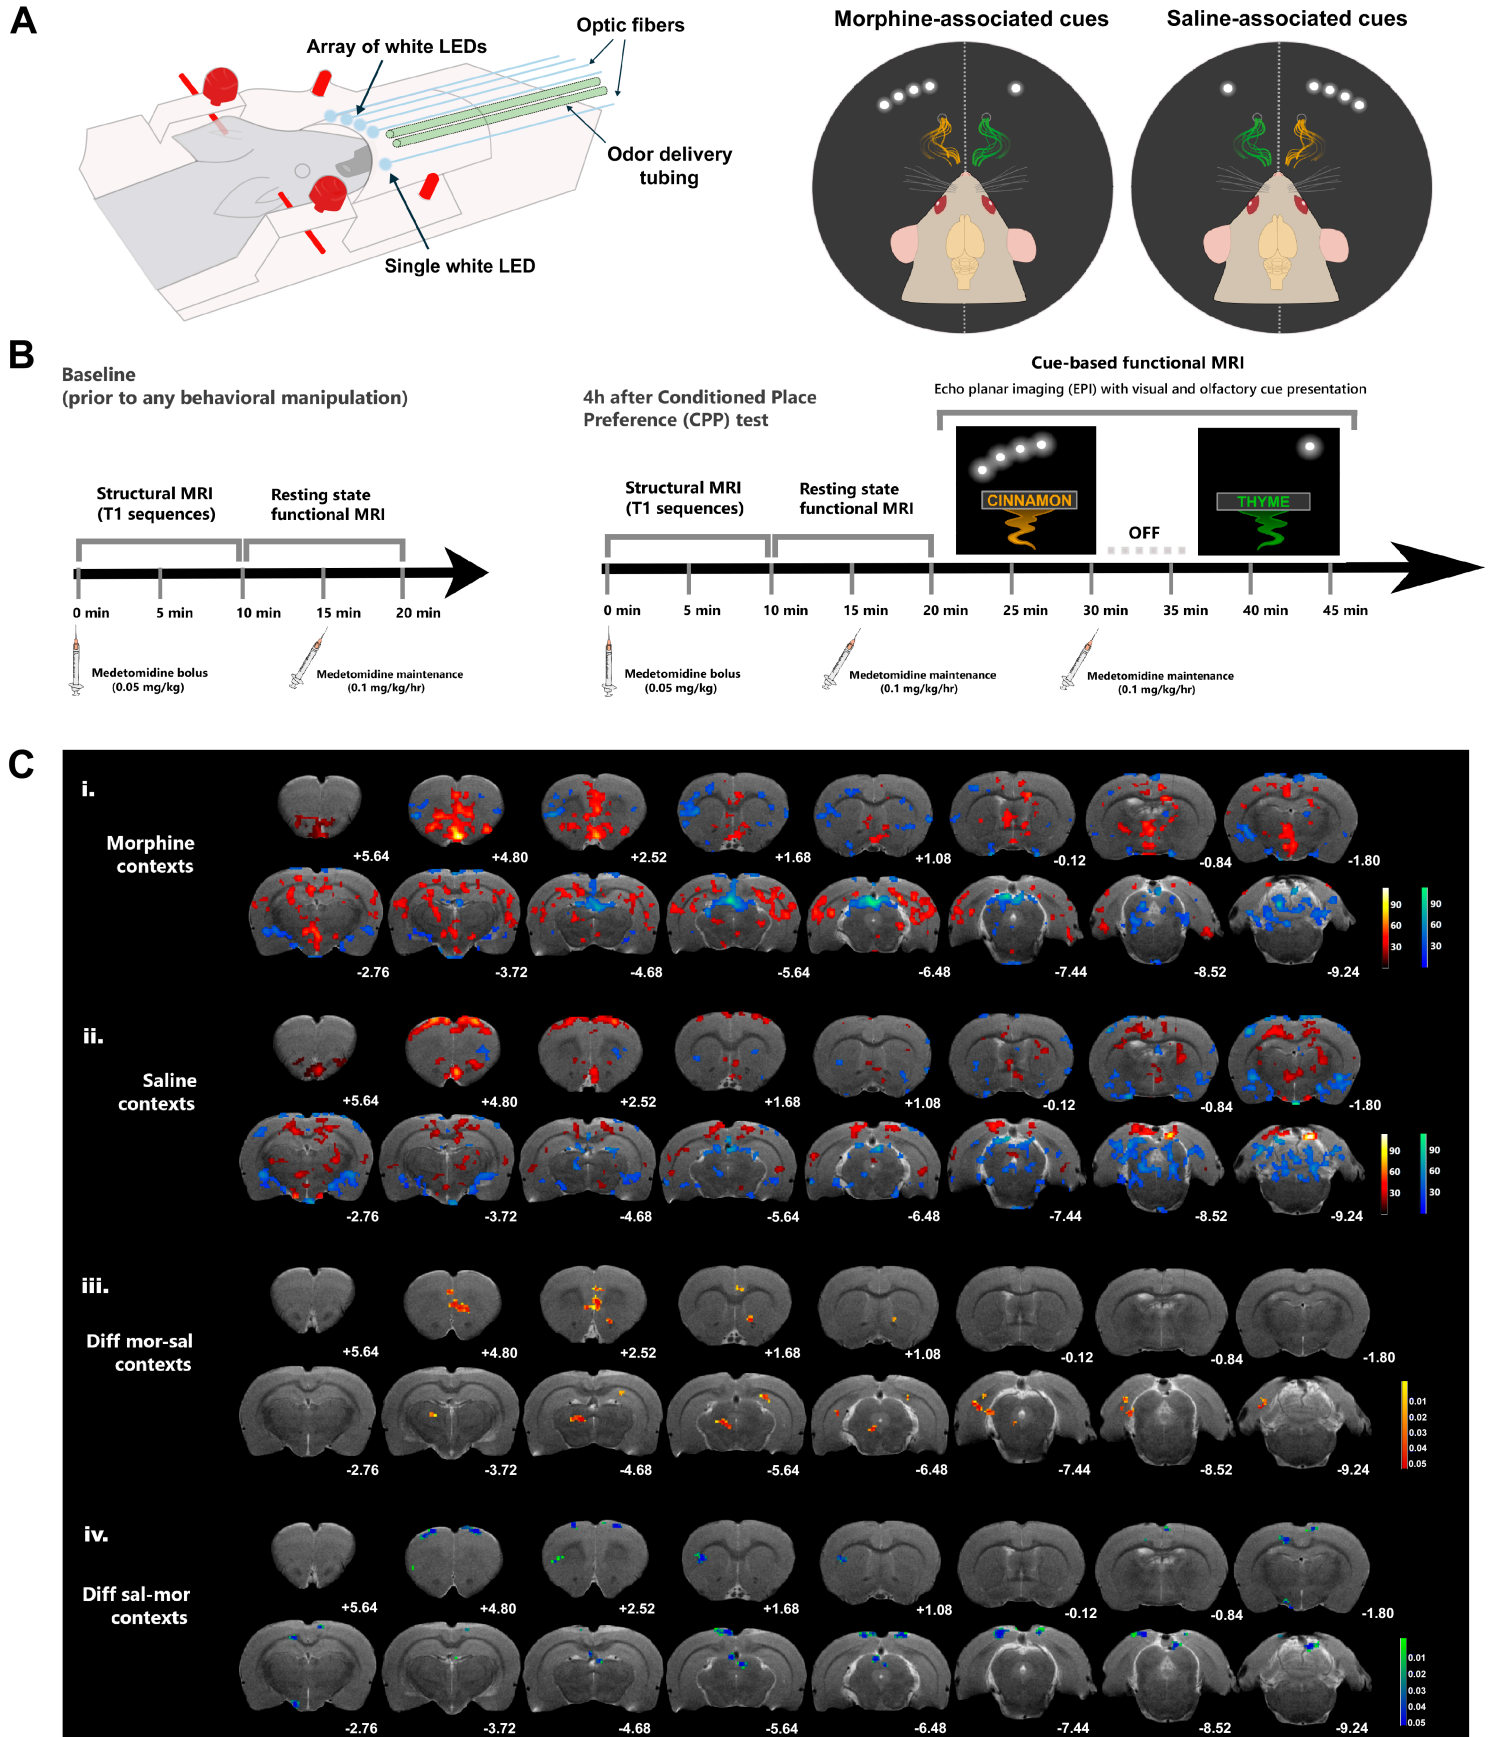 A
Array of white LEDs
Optic fibers
Odor delivery
tubing
Single white LED
Morphine-associated cues
Saline-associated cues
B
Baseline
(prior to any behavioral manipulation)
Structural MRI
(T1 sequences)
Resting state
functional MRI
0 min
5 min
10 min
15 min
20 min
Medetomidine bolus
(0.05 mg/kg)
Medetomidine maintenance
(0.1 mg/kg/hr)
4h after Conditioned Place
Preference (CPP) test
Cue-based functional MRI
Echo planar imaging (EPI) with visual and olfactory cue presentation
Structural MRI
(T1 sequences)
Resting state
functional MRI
CINNAMON
OFF
THYME
0 min
5 min
10 min
15 min
20 min
25 min
30 min
35 min
40 min
45 min
Medetomidine bolus
(0.05 mg/kg)
Medetomidine maintenance
(0.1 mg/kg/hr)
Medetomidine maintenance
(0.1 mg/kg/hr)
C
i.
Morphine
contexts
+5.64 +4.80 +2.52 +1.68 +1.08 -0.12 -0.84 -1.80
-2.76 -3.72 -4.68 -5.64 -6.48 -7.44 -8.52 -9.24
90 90
60 60
30 30
ii.
Saline
contexts
+5.64 +4.80 +2.52 +1.68 +1.08 -0.12 -0.84 -1.80
-2.76 -3.72 -4.68 -5.64 -6.48 -7.44 -8.52 -9.24
90 90
60 60
30 30
iii.
Diff mor-sal
contexts
+5.64 +4.80 +2.52 +1.68 +1.08 -0.12 -0.84 -1.80
-2.76 -3.72 -4.68 -5.64 -6.48 -7.44 -8.52 -9.24
0.01
0.02
0.03
0.04
0.05
iv.
Diff sal-mor
contexts
+5.64 +4.80 +2.52 +1.68 +1.08 -0.12 -0.84 -1.80
-2.76 -3.72 -4.68 -5.64 -6.48 -7.44 -8.52 -9.24
0.01
0.02
0.03
0.04
0.05